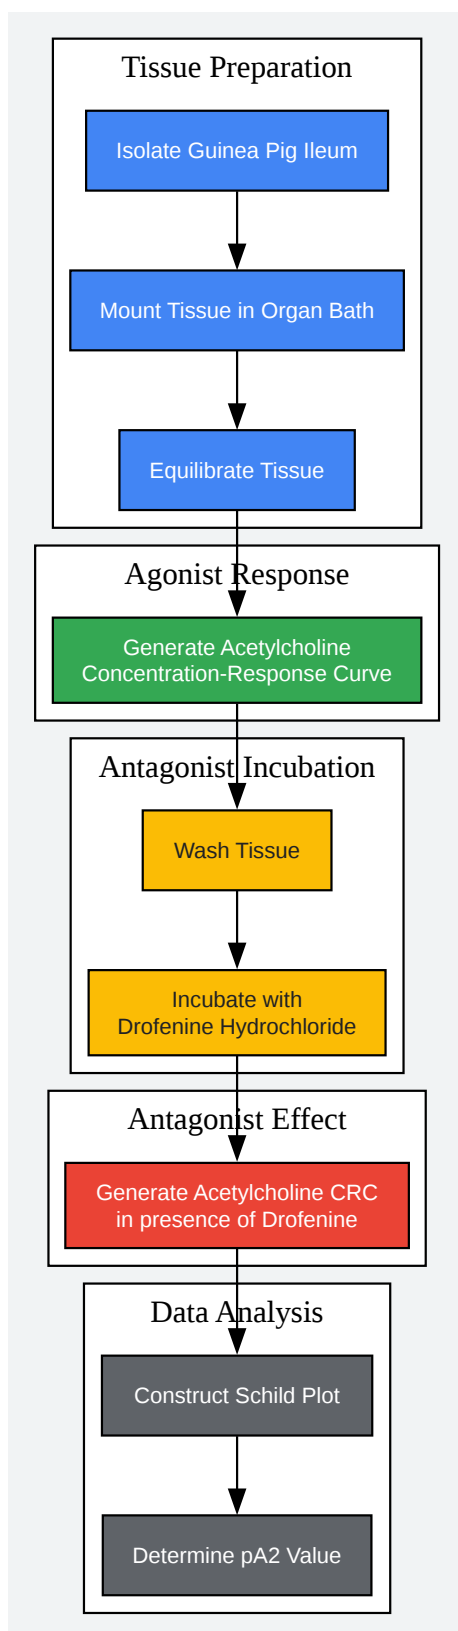 Tissue Preparation
Isolate Guinea Pig Ileum
Mount Tissue in Organ Bath
Equilibrate Tissue
Agonist Response
Generate Acetylcholine
Concentration-Response Curve
Antagonist Incubation
Wash Tissue
Incubate with
Drofenine Hydrochloride
Antagonist Effect
Generate Acetylcholine CRC
in presence of Drofenine
Data Analysis
Construct Schild Plot
Determine pA2 Value